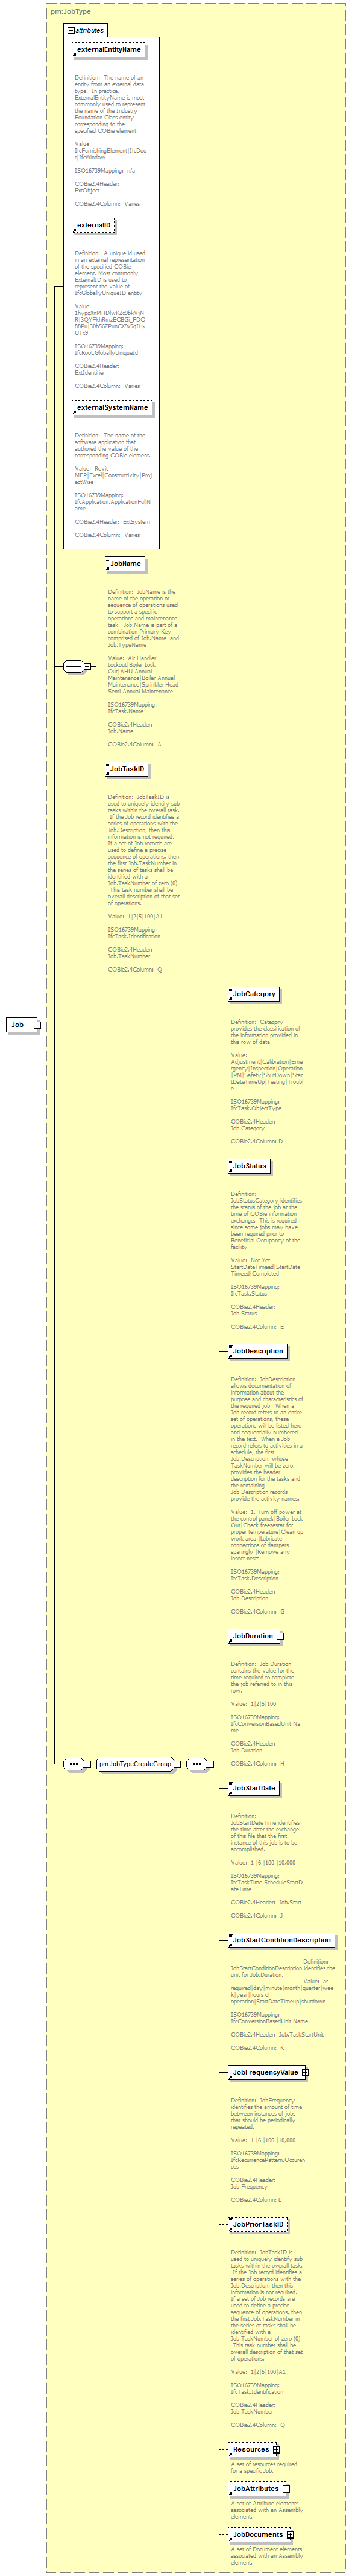 pm:JobType
attributes
externalEntityName
Definition:  The name of an
entity from an external data
type.  In practice,
ExternalEntityName is most
commonly used to represent
the name of the Industry
Foundation Class entity
corresponding to the
specified COBie element.
Value:
IfcFurnishingElement|IfcDoo
r|IfcWindow
ISO16739Mapping:  n/a
COBie2.4Header:
ExtObject
COBie2.4Column:  Varies
externalID
Definition:  A unique id used
in an external representation
of the specified COBie
element. Most commonly
ExternalID is used to
represent the value of
IfcGloballyUniqueID entity.
Value:
ISO16739Mapping:
IfcRoot.GloballyUniqueId
COBie2.4Header:
ExtIdentifier
COBie2.4Column:  Varies
externalSystemName
Definition:  The name of the
software application that
authored the value of the
corresponding COBie element.
Value:  Revit
MEP|Excel|Constructivity|Proj
ectWise
ISO16739Mapping:
IfcApplication.ApplicationFullN
ame
COBie2.4Header:  ExtSystem
COBie2.4Column:  Varies
JobName
Definition:  JobName is the
name of the operation or
sequence of operations used
to support a specific
operations and maintenance
task.  Job.Name is part of a
combination Primary Key
comprised of Job.Name  and
Job.TypeName
Value:  Air Handler
Lockout|Boiler Lock
Out|AHU Annual
Maintenance|Boiler Annual
Maintenance|Sprinkler Head
Semi-Annual Maintenance
ISO16739Mapping:
IfcTask.Name
COBie2.4Header:
Job.Name
COBie2.4Column:  A
JobTaskID
Definition:  JobTaskID is
used to uniquely identify sub
tasks within the overall task.
If the Job record identifies a
series of operations with the
Job.Description, then this
information is not required.
If a set of Job records are
used to define a precise
sequence of operations, then
the first Job.TaskNumber in
the series of tasks shall be
identified with a
Job.TaskNumber of zero (0).
This task number shall be
overall description of that set
of operations.
Value:  1|2|5|100|A1
ISO16739Mapping:
IfcTask.Identification
COBie2.4Header:
Job.TaskNumber
COBie2.4Column:  Q
Job
JobCategory
Definition:  Category
provides the classification of
the information provided in
this row of data.
Value:
Adjustment|Calibration|Eme
rgency|Inspection|Operation
|PM|Safety|ShutDown|Star
tDateTimeUp|Testing|Troubl
e
ISO16739Mapping:
IfcTask.ObjectType
COBie2.4Header:
Job.Category
COBie2.4Column: D
JobStatus
Definition:
JobStatusCategory identifies
the status of the job at the
time of COBie information
exchange.  This is required
since some jobs may have
been required prior to
Beneficial Occupancy of the
facility.
Value:  Not Yet
StartDateTimeed|StartDate
Timeed|Completed
ISO16739Mapping:
IfcTask.Status
COBie2.4Header:
Job.Status
COBie2.4Column:  E
JobDescription
Definition:  JobDescription
allows documentation of
information about the
purpose and characteristics of
the required job.  When a
Job record refers to an entire
set of operations, these
operations will be listed here
and sequentially numbered
in the text.  When a Job
record refers to activities in a
schedule, the first
Job.Description, whose
TaskNumber will be zero,
provides the header
description for the tasks and
the remaining
Job.Description records
provide the activity names.
Value:  1. Turn off power at
the control panel.|Boiler Lock
Out|Check freezestat for
proper temperature|Clean up
work area.|Lubricate
connections of dampers
sparingly.|Remove any
insect nests
ISO16739Mapping:
IfcTask.Description
COBie2.4Header:
Job.Description
COBie2.4Column:  G
JobDuration
Definition:  Job.Duration
contains the value for the
time required to complete
the job referred to in this
row.
Value:  1|2|5|100
ISO16739Mapping:
IfcConversionBasedUnit.Na
me
COBie2.4Header:
Job.Duration
COBie2.4Column:  H
pm:JobTypeCreateGroup
JobStartDate
Definition:
JobStartDateTime identifies
the time after the exchange
of this file that the first
instance of this job is to be
accomplished.
Value:  1 |6 |100 |10,000
ISO16739Mapping:
IfcTaskTime.ScheduleStartD
ateTime
COBie2.4Header:  Job.Start
COBie2.4Column:  J
JobStartConditionDescription
Definition:
JobStartConditionDescription identifies the
unit for Job.Duration.
Value:  as
required|day|minute|month|quarter|wee
k|year|hours of
operation|StartDateTimeup|shutdown
ISO16739Mapping:
IfcConversionBasedUnit.Name
COBie2.4Header:  Job.TaskStartUnit
COBie2.4Column:  K
JobFrequencyValue
Definition:  JobFrequency
identifies the amount of time
between instances of jobs
that should be periodically
repeated.
Value:  1 |6 |100 |10,000
ISO16739Mapping:
IfcRecurrencePattern.Occuren
ces
COBie2.4Header:
Job.Frequency
COBie2.4Column: L
JobPriorTaskID
Definition:  JobTaskID is
used to uniquely identify sub
tasks within the overall task.
If the Job record identifies a
series of operations with the
Job.Description, then this
information is not required.
If a set of Job records are
used to define a precise
sequence of operations, then
the first Job.TaskNumber in
the series of tasks shall be
identified with a
Job.TaskNumber of zero (0).
This task number shall be
overall description of that set
of operations.
Value:  1|2|5|100|A1
ISO16739Mapping:
IfcTask.Identification
COBie2.4Header:
Job.TaskNumber
COBie2.4Column:  Q
Resources
A set of resources required
for a specific Job.
JobAttributes
A set of Attribute elements
associated with an Assembly
element.
JobDocuments
A set of Document elements
associated with an Assembly
element.